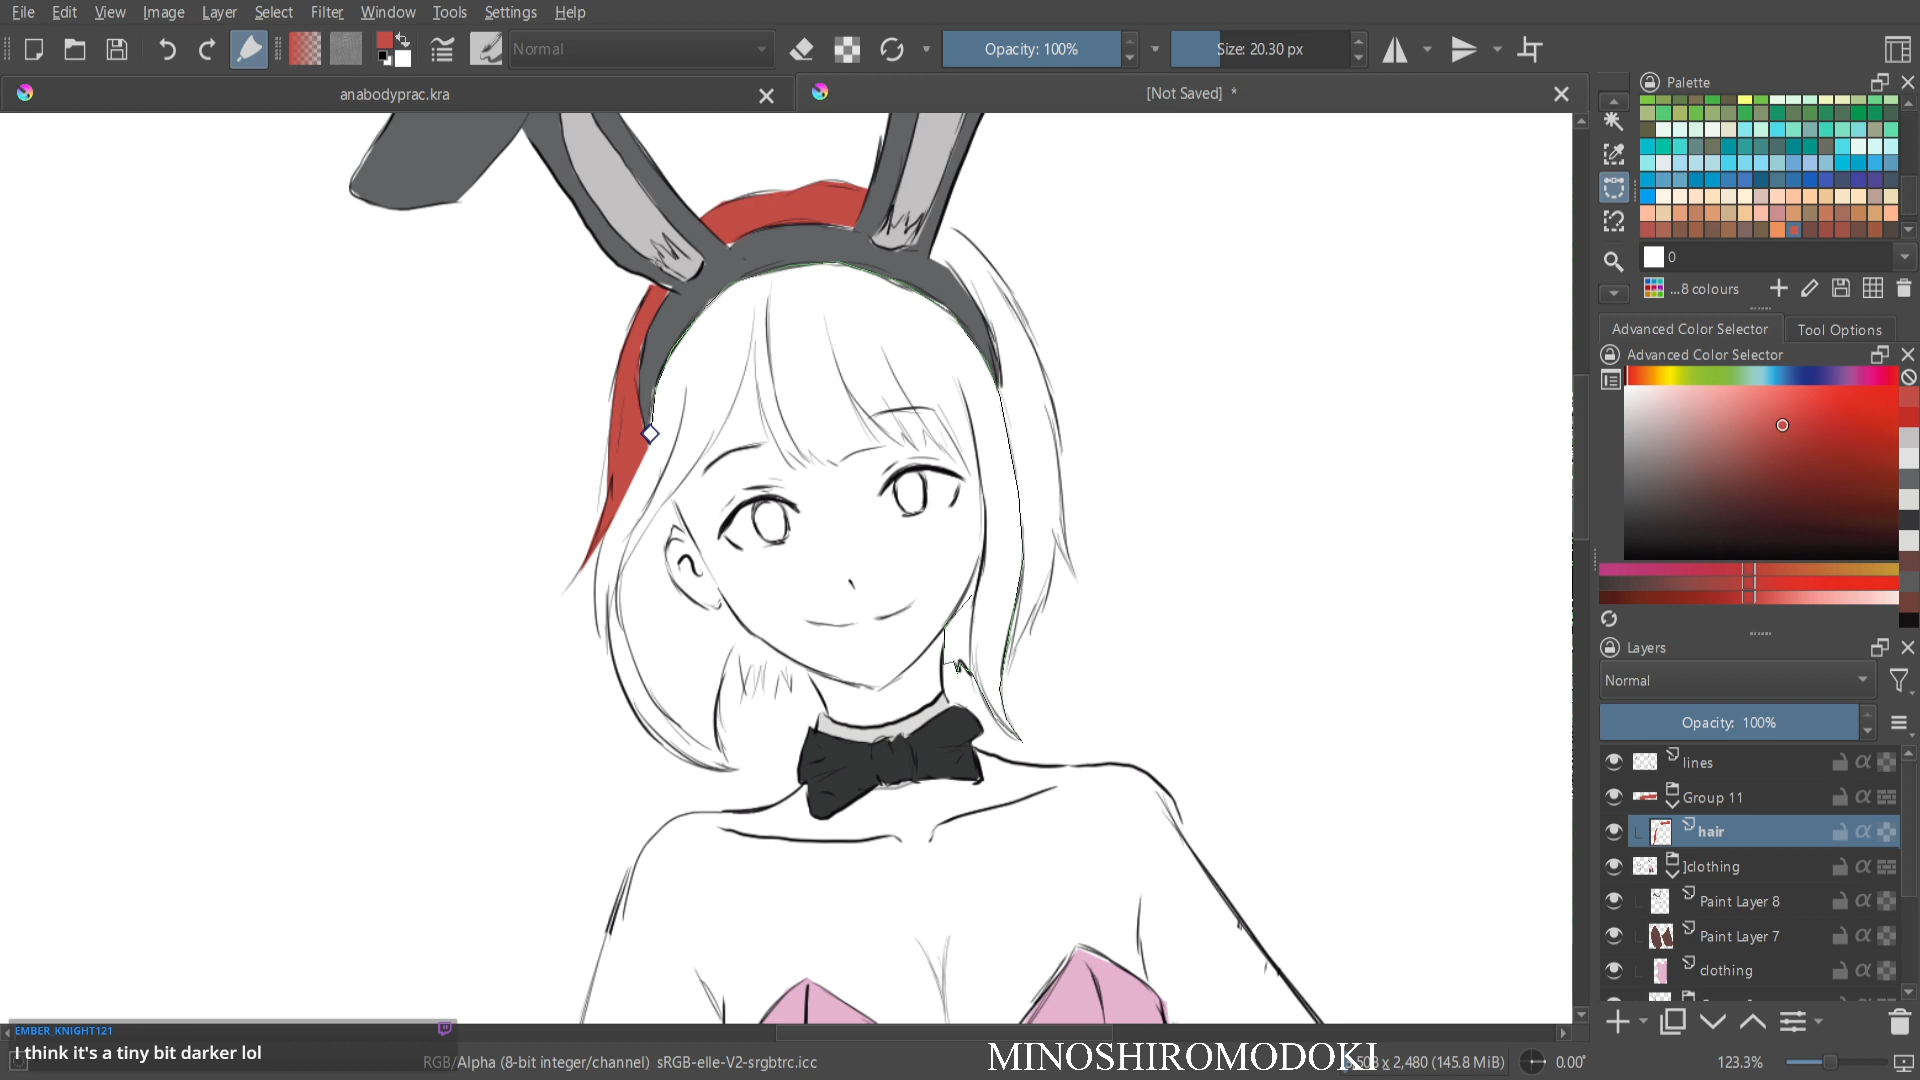 File Edit View Image Layer Select Filter Window Tools Settings Help
Normal
Opacity: 100%
Size: 20.30 px
anabodyprac.kra
[Not Saved] *
Palette
0
...8 colours
Advanced Color Selector
Tool Options
Advanced Color Selector
Layers
Normal
Opacity: 100%
lines
Group 11
hair
]clothing
Paint Layer 8
Paint Layer 7
clothing
EMBER_KNIGHT121
I think it's a tiny bit darker lol
RGB/Alpha (8-bit integer/channel) sRGB-elle-V2-srgbtrc.icc
MINOSHIROMODOKI
x 2,480 (145.8 MiB)
0.00°
123.3%